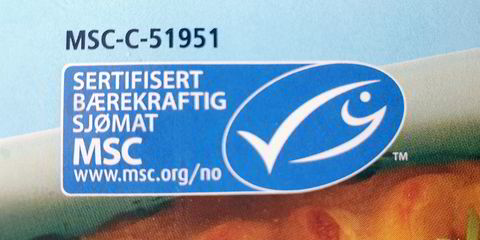 MSC-C-51951
SERTIFISERT
BÆREKRAFTIG
SJØMAT
MSC
www.msc.org/no
TM